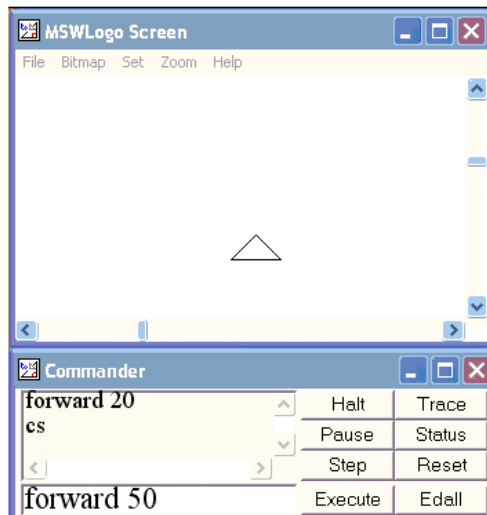 MSWLogo Screen
File Bitmap Set Zoom Help
Commander
forward 20
cs
forward 50
Halt Trace
Pause Status
Step Reset
Execute Edall